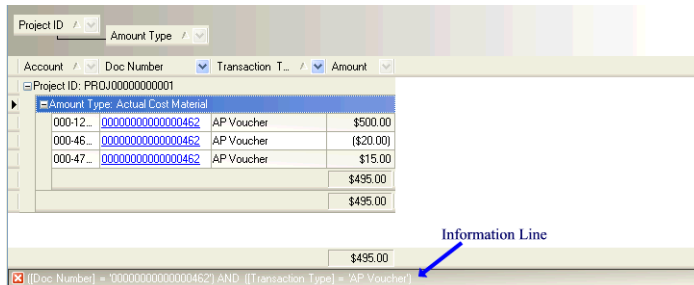 Project ID
Amount Type
Account Doc Number Transaction T... Amount
Project ID: PROJ00000000001
Amount Type: Actual Cost Material
000-12... 00000000000000462 AP Voucher $500.00
000-46... 00000000000000462 AP Voucher ($20.00)
000-47... 00000000000000462 AP Voucher $15.00
$495.00
$495.00
Information Line
$495.00
([Doc Number] = '00000000000000462') AND ([Transaction Type] = 'AP Voucher')